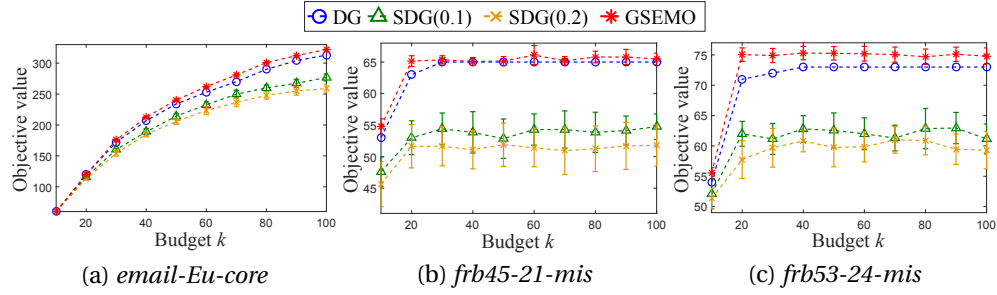 DG SDG(0.1) SDG(0.2) GSEMO
Objective value
300
250
200
150
100
20 40 60 80 100
Budget k
(a) email-Eu-core
Objective value
65
60
55
50
45
20 40 60 80 100
Budget k
(b) frb45-21-mis
Objective value
75
70
65
60
55
50
20 40 60 80 100
Budget k
(c) frb53-24-mis